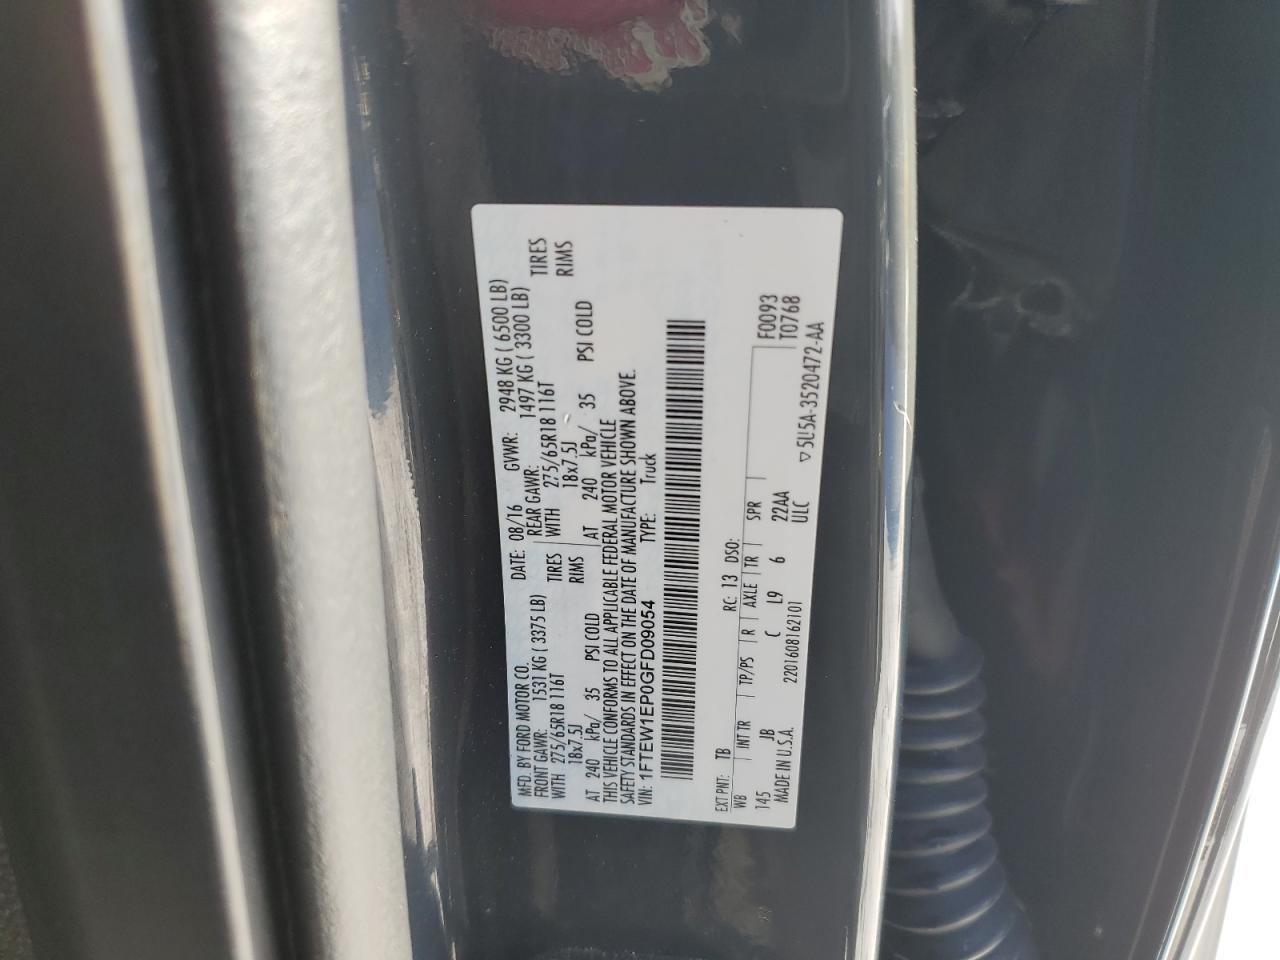 MFD. BY FORD MOTOR CO.
DATE: 08/16 GVWR: 2948 KG ( 6500 LB)
FRONT GAWR: 1531 KG ( 3375 LB)
REAR GAWR: 1497 KG ( 3300 LB)
WITH 275/65R18 116T TIRES
WITH 275/65R18 116T TIRES
18x7.5J RIMS
18x7.5J RIMS
AT 240 kPa/ 35 PSI COLD
AT 240 kPa/ 35 PSI COLD
THIS VEHICLE CONFORMS TO ALL APPLICABLE FEDERAL MOTOR VEHICLE
SAFETY STANDARDS IN EFFECT ON THE DATE OF MANUFACTURE SHOWN ABOVE.
VIN: 1FTEW1EP0GFD09054 TYPE: Truck
EXT PNT: TB RC: 13 DSO: F0093
WB INT TR TP/PS R AXLE TR SPR T0768
145 JB C L9 6 22AA
MADE IN U.S.A. 2201608162101 ULC ▽5U5A-3520472-AA